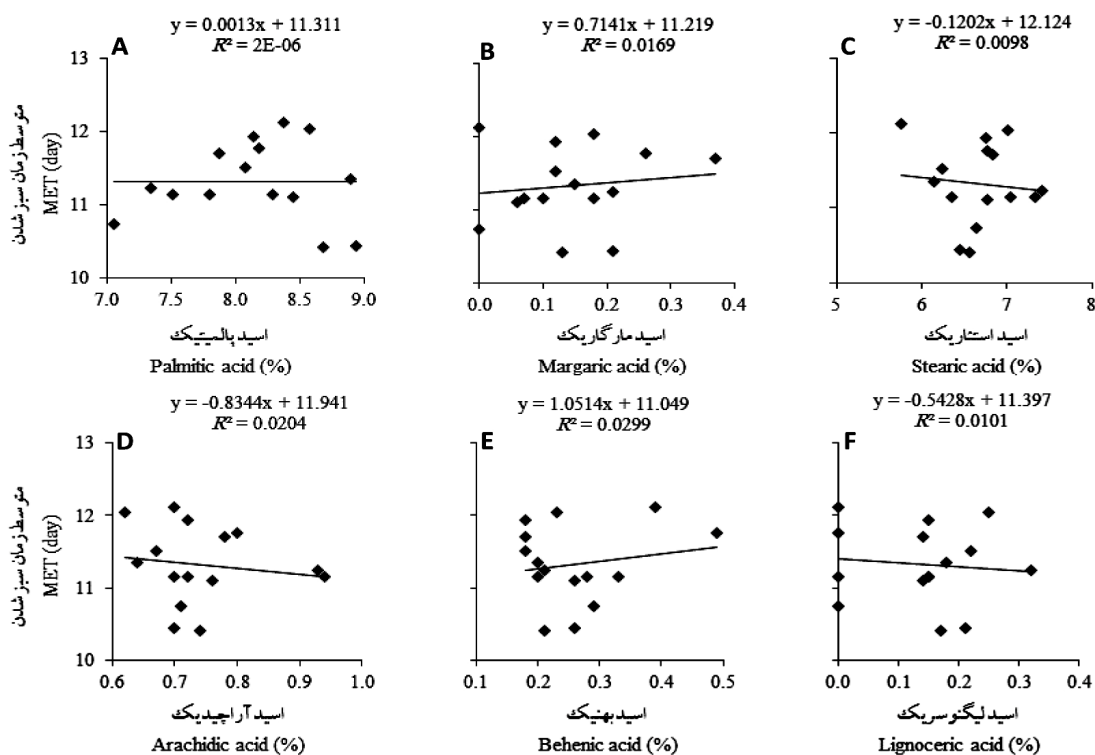 y = 0.0013x + 11.311
R² = 2E-06
A
13
12
11
10
7.0 7.5 8.0 8.5 9.0
متوسط زمان سبز شدن
MET (day)
اسید پالمیتیک
Palmitic acid (%)
y = 0.7141x + 11.219
R² = 0.0169
B
0.0 0.1 0.2 0.3 0.4
اسید مارگاریک
Margaric acid (%)
y = -0.1202x + 12.124
R² = 0.0098
C
5 6 7 8
اسید استئاریک
Stearic acid (%)
y = -0.8344x + 11.941
R² = 0.0204
D
13
12
11
10
0.6 0.7 0.8 0.9 1.0
متوسط زمان سبز شدن
MET (day)
اسید آراچیدیک
Arachidic acid (%)
y = 1.0514x + 11.049
R² = 0.0299
E
0.1 0.2 0.3 0.4 0.5
اسید بهنیک
Behenic acid (%)
y = -0.5428x + 11.397
R² = 0.0101
F
0.0 0.1 0.2 0.3 0.4
اسید لیگنوسریک
Lignoceric acid (%)